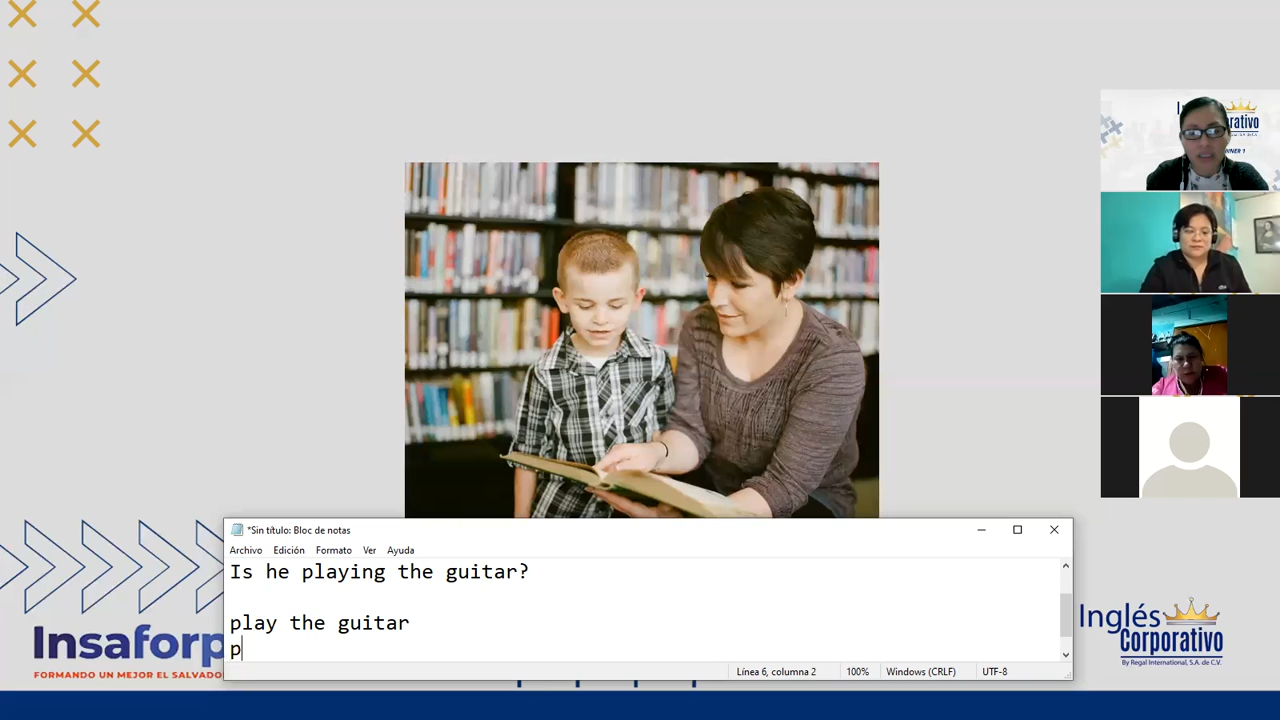 *Sin título: Bloc de notas
Archivo Edición Formato Ver Ayuda
Is he playing the guitar?
play the guitar
p
Línea 6, columna 2 100% Windows (CRLF) UTF-8
Insaforp
FORMANDO UN MEJOR EL SALVADO
Inglés
Corporativo
By Regal International, S.A. de C.V.